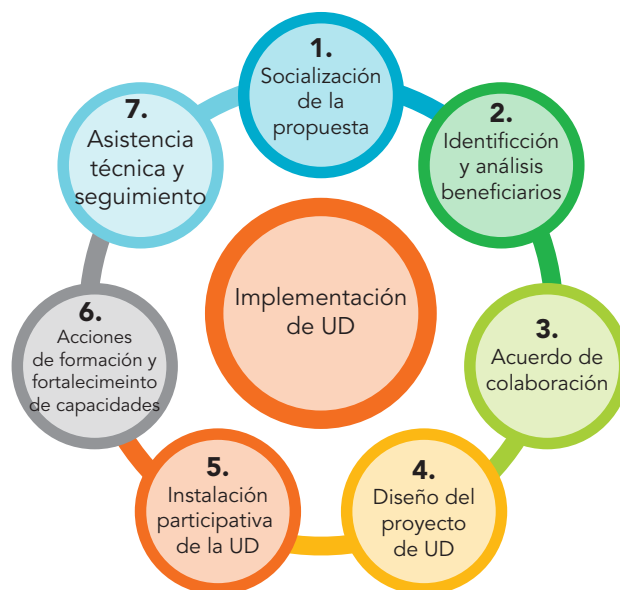 1.
Socialización
de la
propuesta
2.
Identificción
y análisis
beneficiarios
3.
Acuerdo de
colaboración
4.
Diseño del
proyecto
de UD
5.
Instalación
participativa
de la UD
6.
Acciones
de formación y
fortalecimeinto
de capacidades
7.
Asistencia
técnica y
seguimiento
Implementación
de UD